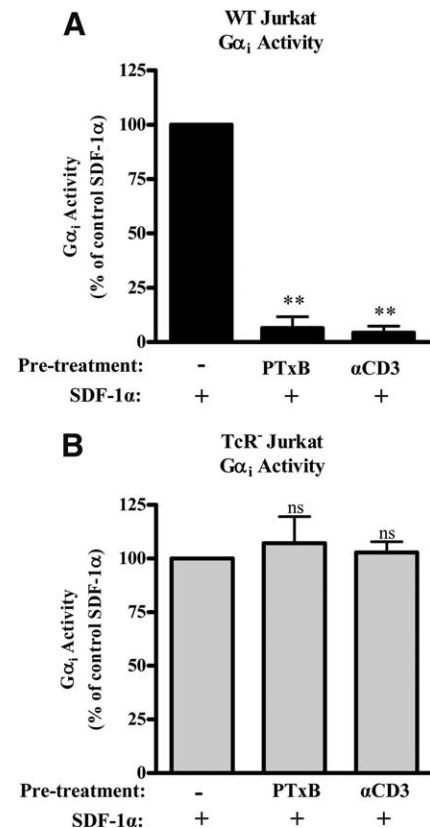 A
WT Jurkat
Gαi Activity
125
100
75
50
25
0
Gαi Activity
(% of control SDF-1α)
**
**
Pre-treatment: - PTxB αCD3
SDF-1α: + + +
B
TcR- Jurkat
Gαi Activity
125
100
75
50
25
0
Gαi Activity
(% of control SDF-1α)
ns
ns
Pre-treatment: - PTxB αCD3
SDF-1α: + + +